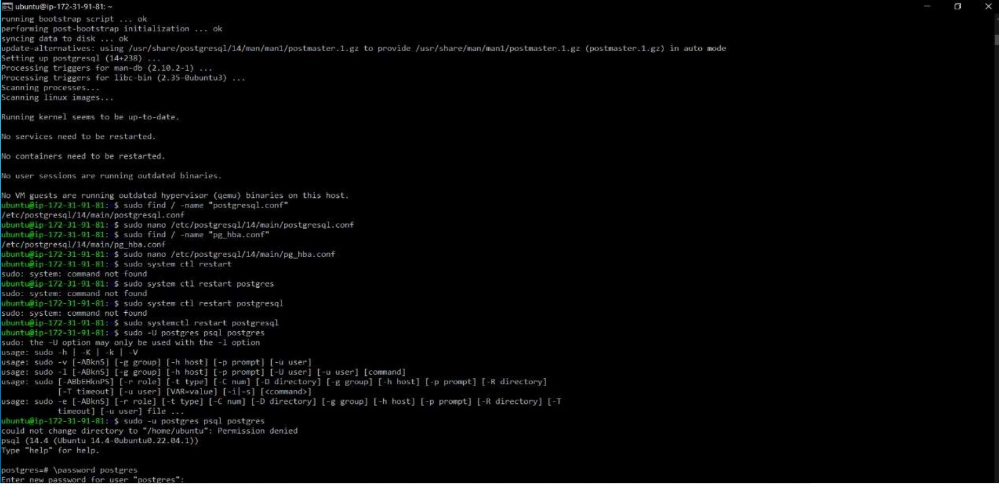 ubuntu@ip-172-31-91-81: ~
running bootstrap script ... ok
performing post-bootstrap initialization ... ok
syncing data to disk ... ok
update-alternatives: using /usr/share/postgresql/14/man/man1/postmaster.1.gz to provide /usr/share/man/man1/postmaster.1.gz (postmaster.1.gz) in auto mode
Setting up postgresql (14+238) ...
Processing triggers for man-db (2.10.2-1) ...
Processing triggers for libc-bin (2.35-0ubuntu3) ...
Scanning processes...
Scanning linux images...
Running kernel seems to be up-to-date.
No services need to be restarted.
No containers need to be restarted.
No user sessions are running outdated binaries.
No VM guests are running outdated hypervisor (qemu) binaries on this host.
ubuntu@ip-172-31-91-81: $ sudo find / -name "postgresql.conf"
/etc/postgresql/14/main/postgresql.conf
ubuntu@ip-172-31-91-81: $ sudo nano /etc/postgresql/14/main/postgresql.conf
ubuntu@ip-172-31-91-81: $ sudo find / -name "pg_hba.conf"
/etc/postgresql/14/main/pg_hba.conf
ubuntu@ip-172-31-91-81: $ sudo nano /etc/postgresql/14/main/pg_hba.conf
ubuntu@ip-172-31-91-81: $ sudo system ctl restart
sudo: system: command not found
ubuntu@ip-172-31-91-81: $ sudo system ctl restart postgres
sudo: system: command not found
ubuntu@ip-172-31-91-81: $ sudo system ctl restart postgresql
sudo: system: command not found
ubuntu@ip-172-31-91-81: $ sudo systemctl restart postgresql
ubuntu@ip-172-31-91-81: $ sudo -U postgres psql postgres
sudo: the -U option may only be used with the -l option
usage: sudo -h | -K | -k | -V
usage: sudo -v [-ABknS] [-g group] [-h host] [-p prompt] [-u user]
usage: sudo -l [-ABknS] [-g group] [-h host] [-p prompt] [-U user] [-u user] [command]
usage: sudo [-ABbEHknPS] [-r role] [-t type] [-C num] [-D directory] [-g group] [-h host] [-p prompt] [-R directory]
[-T timeout] [-u user] [VAR=value] [-i|-s] [<command>]
usage: sudo -e [-ABknS] [-r role] [-t type] [-C num] [-D directory] [-g group] [-h host] [-p prompt] [-R directory] [-T
timeout] [-u user] file ...
ubuntu@ip-172-31-91-81: $ sudo -u postgres psql postgres
could not change directory to "/home/ubuntu": Permission denied
psql (14.4 (Ubuntu 14.4-0ubuntu0.22.04.1))
Type "help" for help.
postgres=# \password postgres
Enter new password for user "postgres":